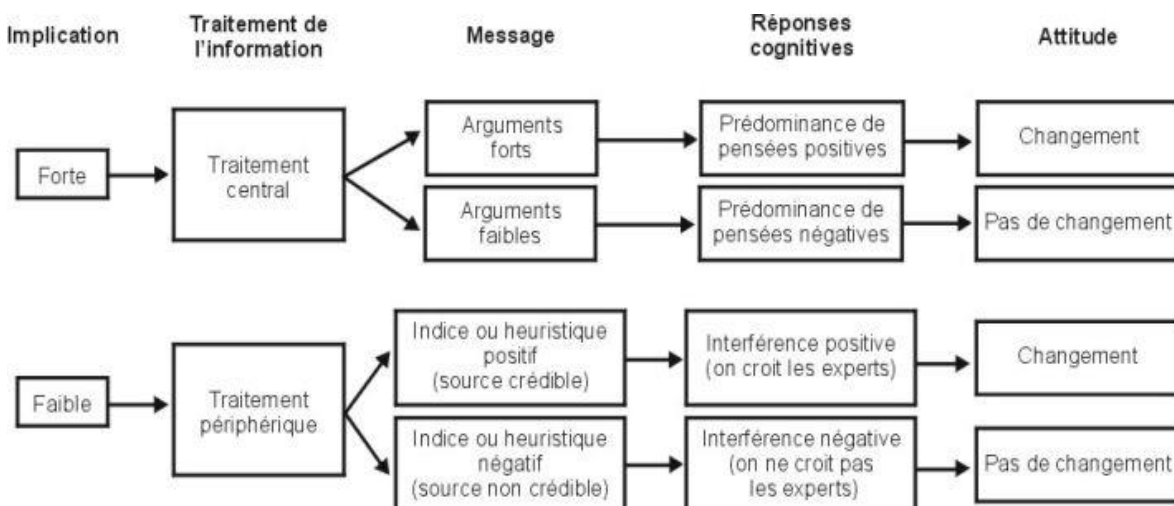 Implication
Traitement de
l'information
Message
Réponses
cognitives
Attitude
Forte
Traitement
central
Arguments
forts
Prédominance de
pensées positives
Changement
Arguments
faibles
Prédominance de
pensées négatives
Pas de changement
Faible
Traitement
périphérique
Indice ou heuristique
positif
(source crédible)
Interférence positive
(on croit les experts)
Changement
Indice ou heuristique
négatif
(source non crédible)
Interférence négative
(on ne croit pas
les experts)
Pas de changement